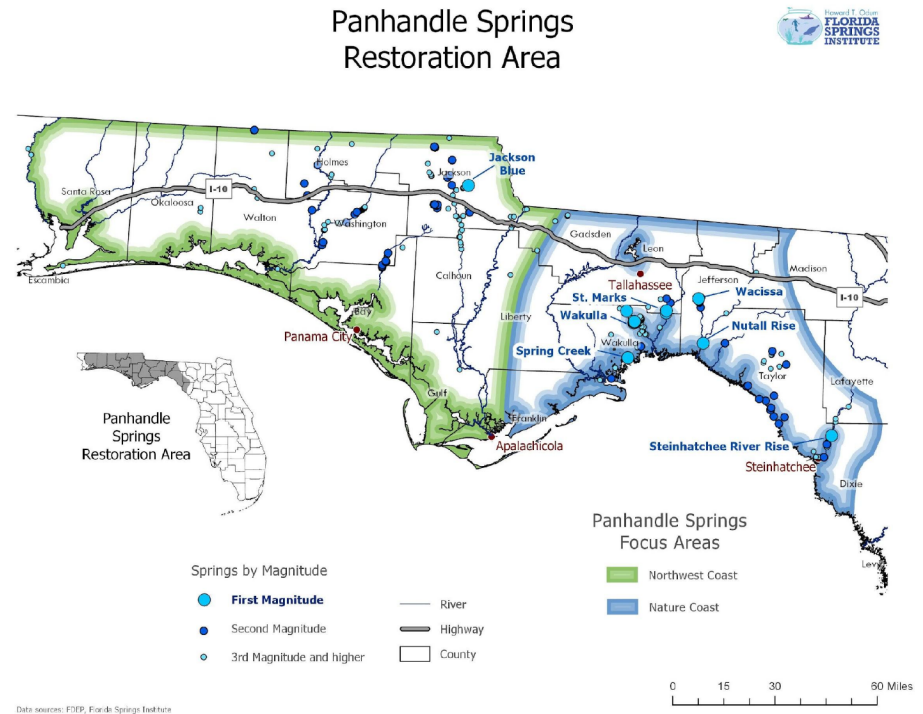 Panhandle Springs
Restoration Area
Howard T. Odum
FLORIDA
SPRINGS
INSTITUTE
Jackson
Blue
Holmes
Jackson
Santa Rosa
I-10
Okaloosa
Walton
Washington
Gadsden
Leon
Escambia
Calhoun
Tallahassee
Jefferson
Madison
St. Marks
Wacissa
I-10
Liberty
Wakulla
Bay
Nutall Rise
Panama City
Wakulla
Spring Creek
Taylor
Lafayette
Gulf
Franklin
Apalachicola
Steinhatchee River Rise
Steinhatchee
Dixie
Panhandle
Springs
Restoration Area
Levy
Panhandle Springs
Focus Areas
Northwest Coast
Nature Coast
Springs by Magnitude
First Magnitude
Second Magnitude
3rd Magnitude and higher
River
Highway
County
0 15 30 60 Miles
Data sources: FDEP, Florida Springs Institute